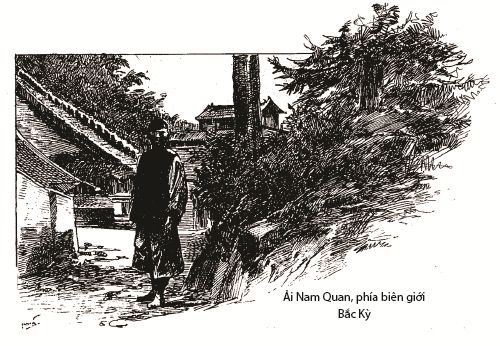 Ải Nam Quan, phía biên giới
Bắc Kỳ